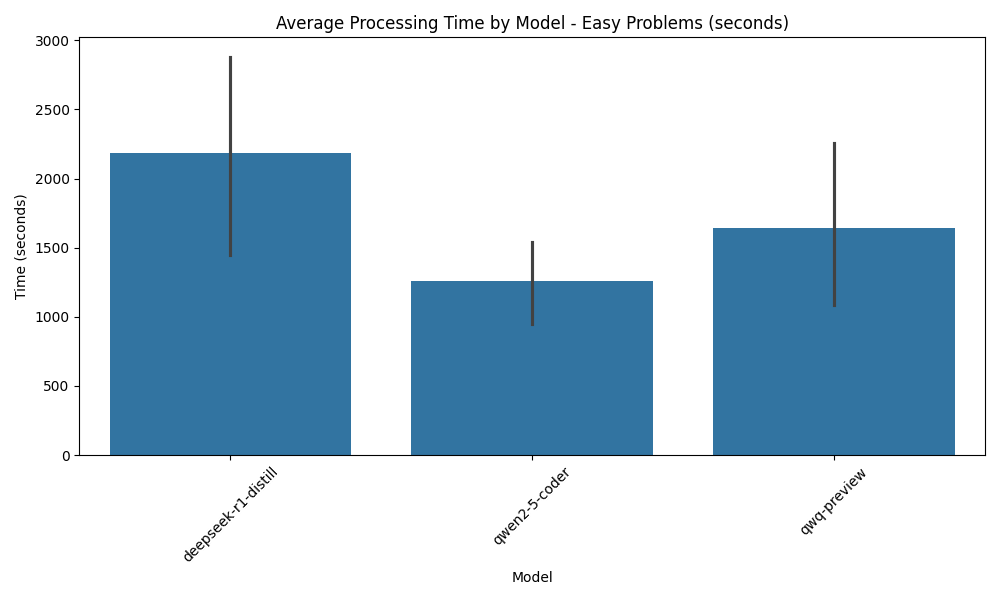 Average Processing Time by Model - Easy Problems (seconds)
3000
2500
2000
1500
1000
500
0
Time (seconds)
deepseek-r1-distill
qwen2-5-coder
qwq-preview
Model